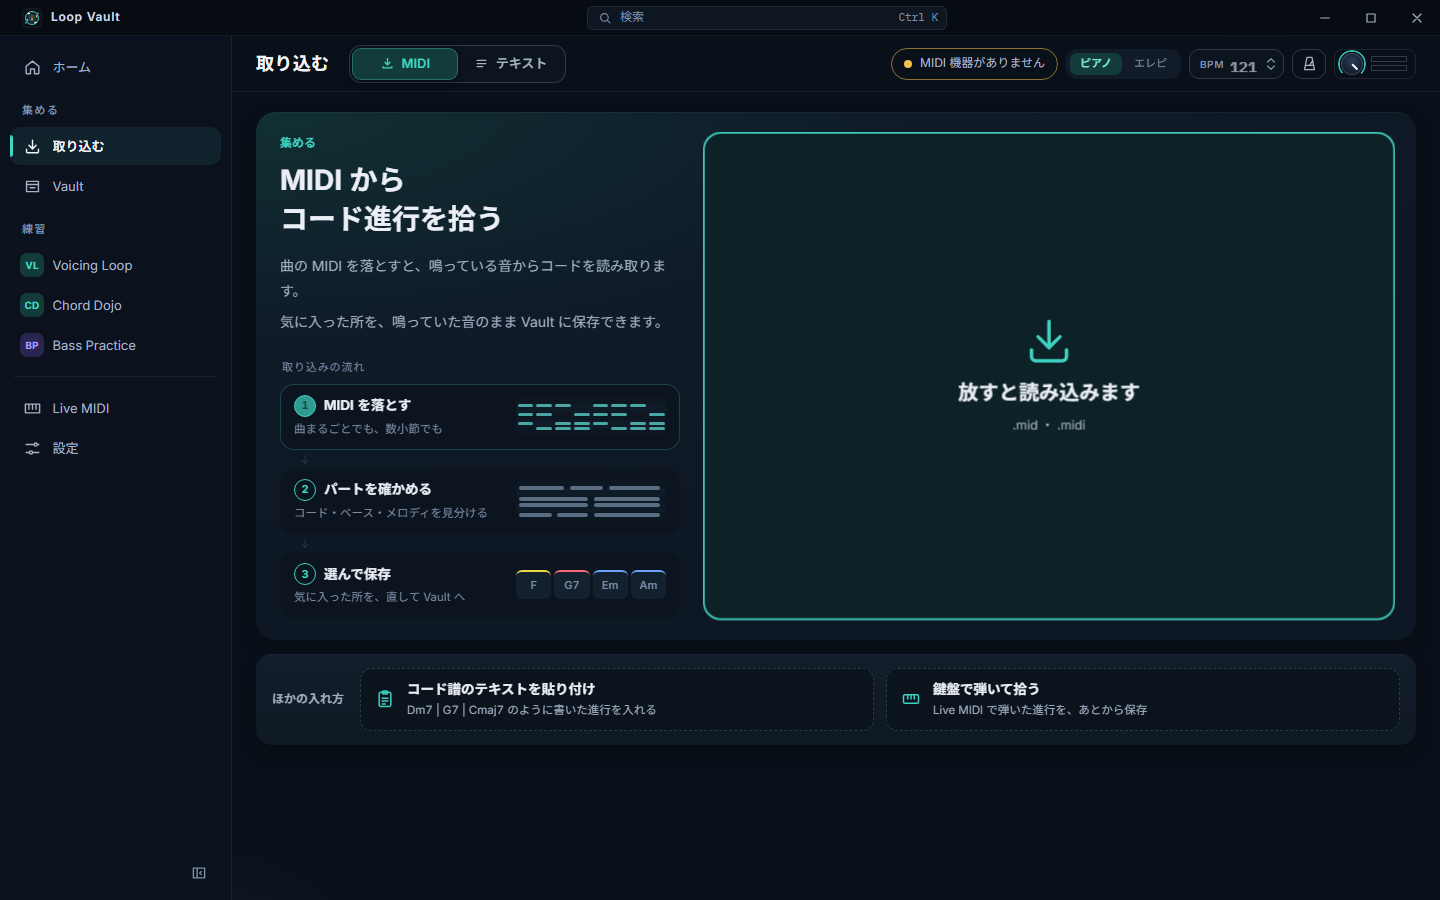 Loop Vault
検索
Ctrl K
ホーム
集める
取り込む
Vault
練習
VL Voicing Loop
CD Chord Dojo
BP Bass Practice
Live MIDI
設定
取り込む
MIDI
テキスト
MIDI 機器がありません
ピアノ
エレピ
BPM 121
集める
MIDI から
コード進行を拾う
曲の MIDI を落とすと、鳴っている音からコードを読み取りま
す。
気に入った所を、鳴っていた音のまま Vault に保存できます。
取り込みの流れ
1 MIDI を落とす
曲まるごとでも、数小節でも
2 パートを確かめる
コード・ベース・メロディを見分ける
3 選んで保存
気に入った所を、直して Vault へ
F G7 Em Am
放すと読み込みます
.mid ・ .midi
ほかの入れ方
コード譜のテキストを貼り付け
Dm7 | G7 | Cmaj7 のように書いた進行を入れる
鍵盤で弾いて拾う
Live MIDI で弾いた進行を、あとから保存